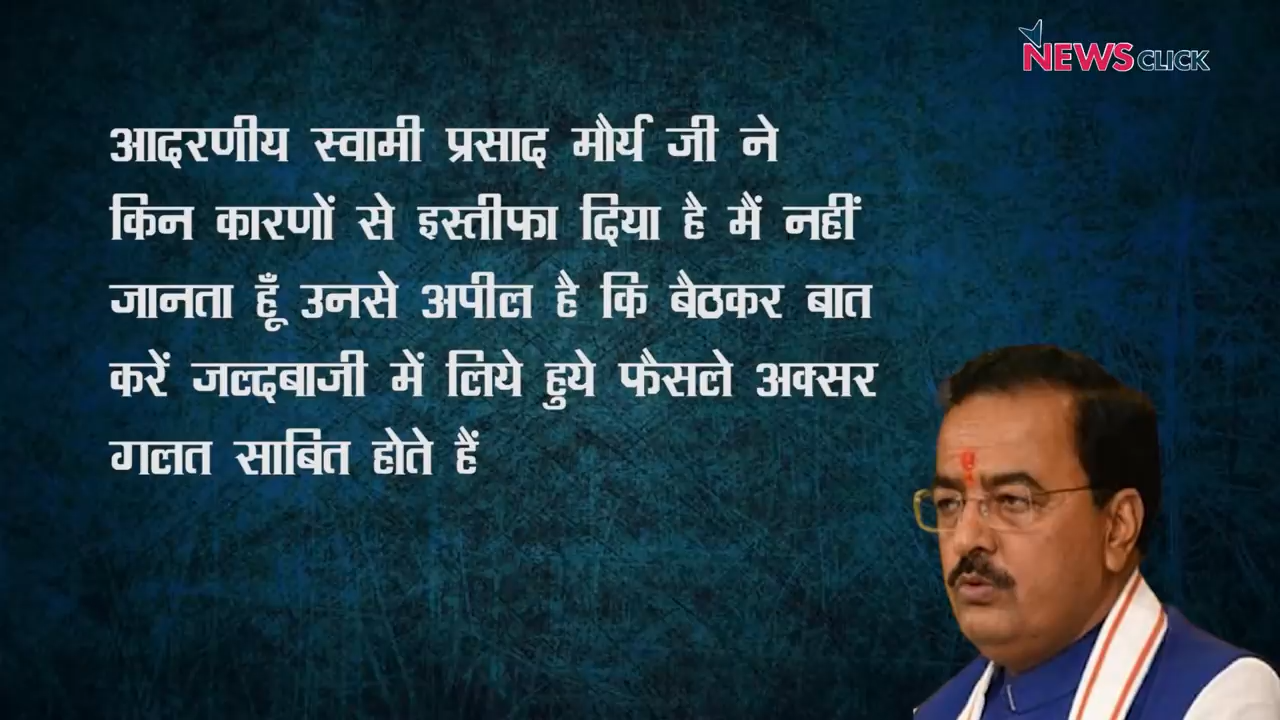 NEWSCLICK
आदरणीय स्वामी प्रसाद मौर्य जी ने
किन कारणों से इस्तीफा दिया है मैं नहीं
जानता हूँ उनसे अपील है कि बैठकर बात
करें जल्दबाजी में लिये हुये फैसले अक्सर
गलत साबित होते हैं